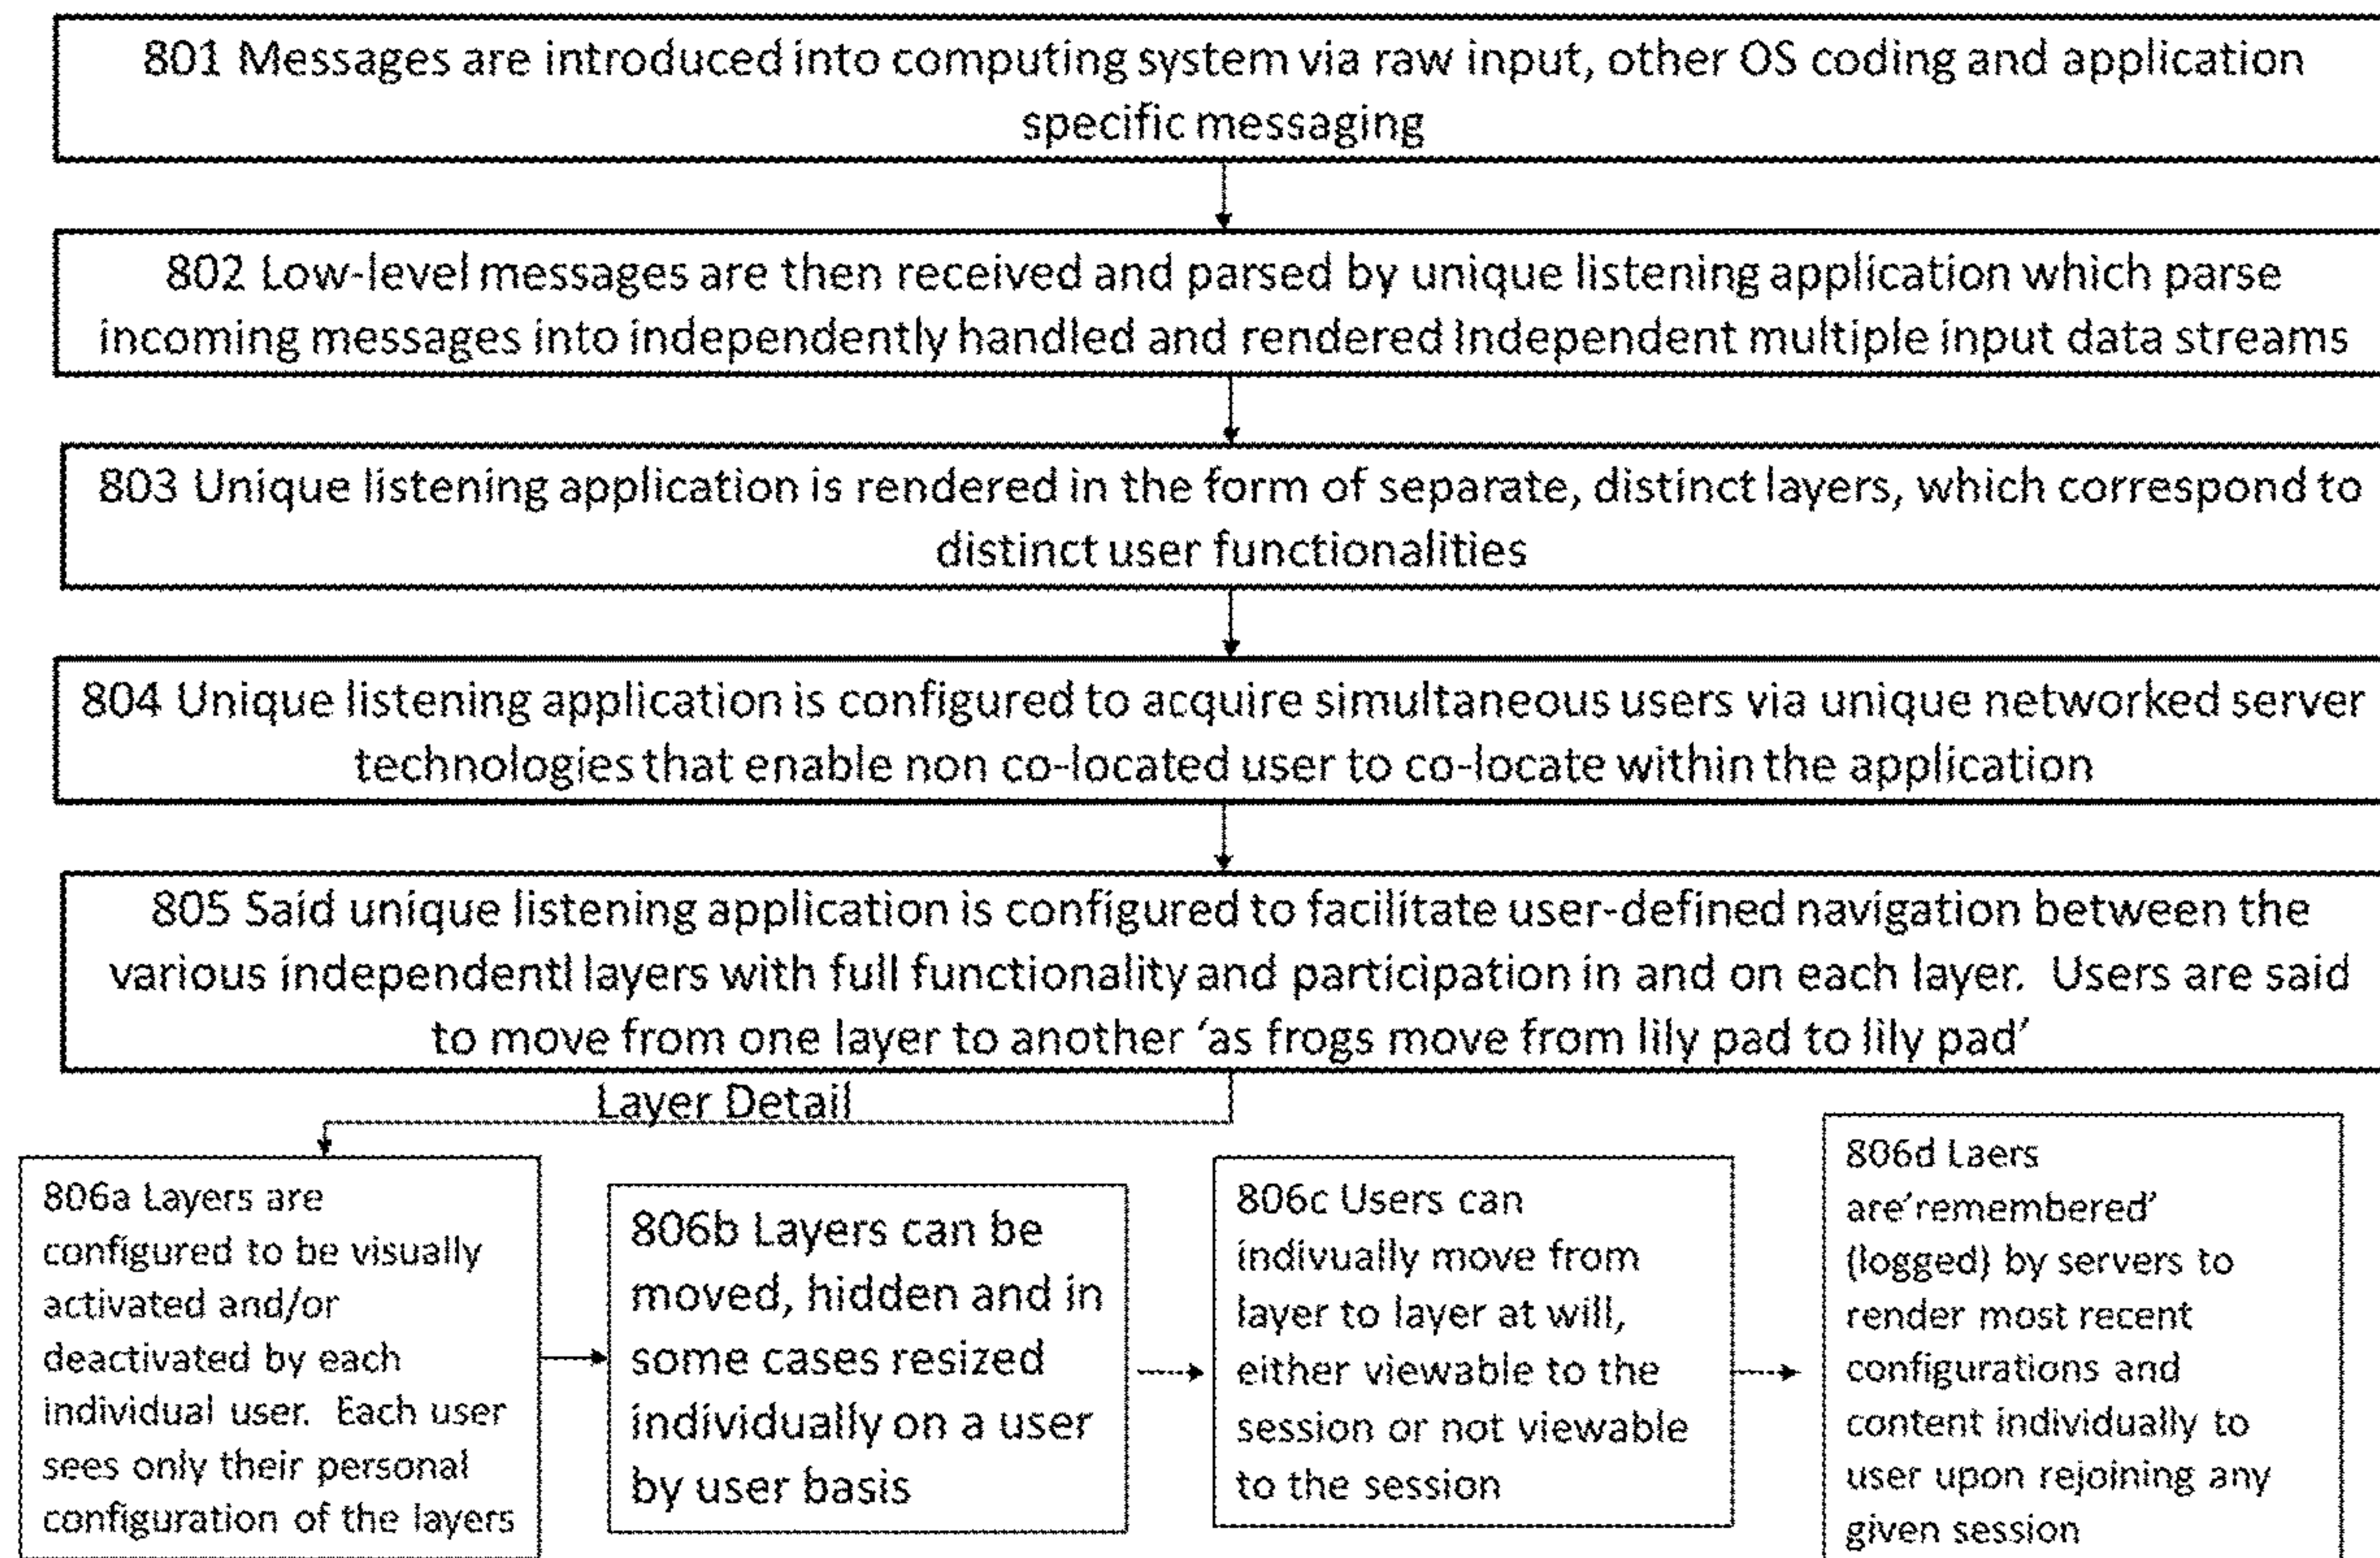 801 Messages are introduced into computing system via raw input, other OS coding and application
specific messaging
802 Low-level messages are then received and parsed by unique listening application which parse
incoming messages into independently handled and rendered Independent multiple input data streams
803 Unique listening application is rendered in the form of separate, distinct layers, which correspond to
distinct user functionalities
804 Unique listening application is configured to acquire simultaneous users via unique networked server
technologies that enable non co-located user to co-locate within the application
805 Said unique listening application is configured to facilitate user-defined navigation between the
various independentl layers with full functionality and participation in and on each layer.  Users are said
to move from one layer to another ‘as frogs move from lily pad to lily pad’
Layer Detail
806a Layers are
configured to be visually
activated and/or
deactivated by each
individual user.  Each user
sees only their personal
configuration of the layers
806b Layers can be
moved, hidden and in
some cases resized
individually on a user
by user basis
806c Users can
indivually move from
layer to layer at will,
either viewable to the
session or not viewable
to the session
806d Laers
are’remembered’
(logged) by servers to
render most recent
configurations and
content individually to
user upon rejoining any
given session